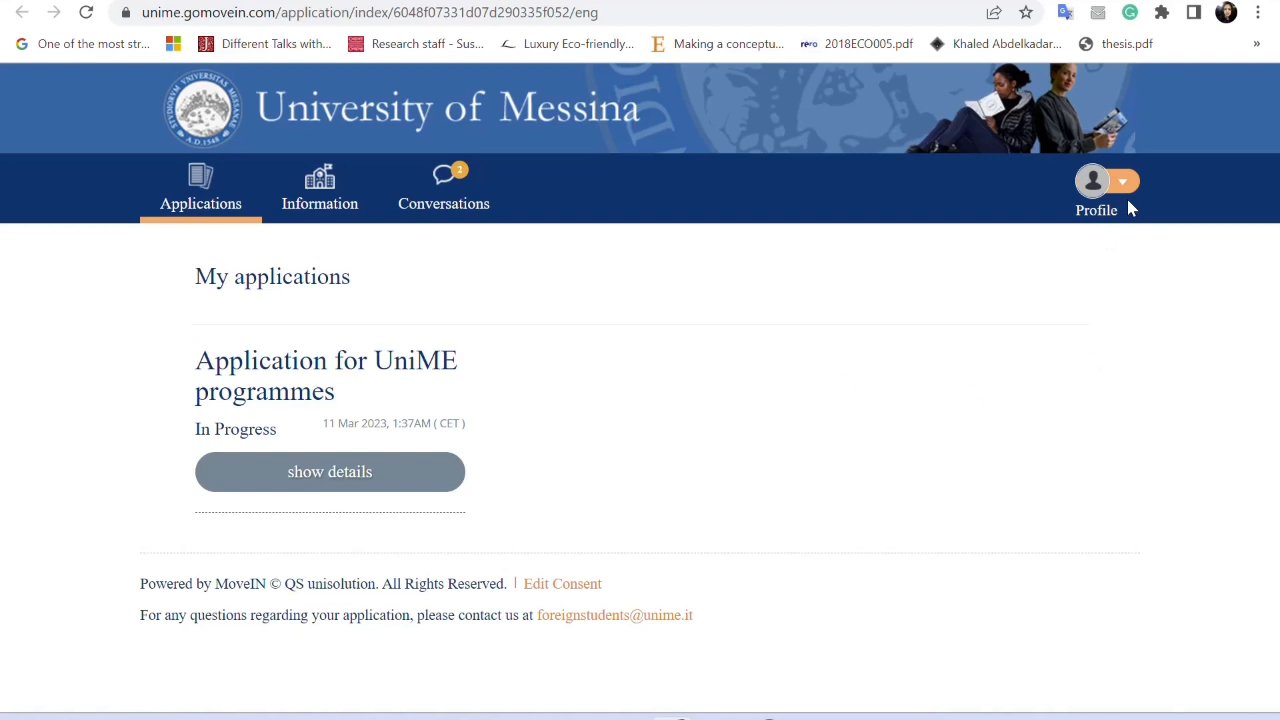 unime.gomovein.com/application/index/6048f07331d07d290335f052/eng
One of the most str... Different Talks with... Research staff - Sus... Luxury Eco-friendly... Making a conceptu... rero 2018ECO005.pdf Khaled Abdelkadar... thesis.pdf »
University of Messina
2
Applications Information Conversations Profile
My applications
Application for UniME
programmes
In Progress 11 Mar 2023, 1:37AM ( CET )
show details
Powered by MoveIN © QS unisolution. All Rights Reserved. | Edit Consent
For any questions regarding your application, please contact us at foreignstudents@unime.it